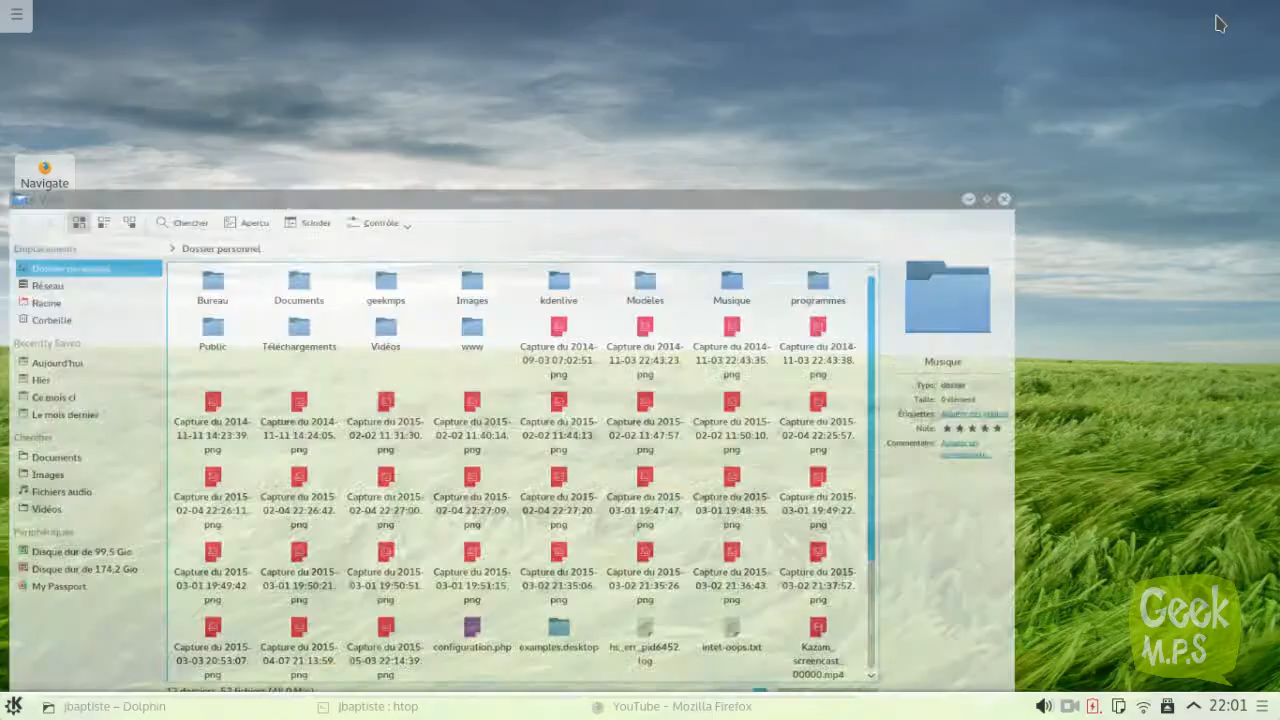 Navigate
Chercher Aperçu Scinder Contrôle
Emplacements
Dossier personnel
Réseau
Racine
Corbeille
Recently Saved
Aujourd'hui
Hier
Ce mois ci
Le mois dernier
Chercher
Documents
Images
Fichiers audio
Vidéos
Périphériques
Disque dur de 99,5 Gio
Disque dur de 174,2 Gio
My Passport
Dossier personnel
Bureau Documents geekmps Images kdenlive Modèles Musique programmes
Public Téléchargements Vidéos www Capture du 2014- Capture du 2014- Capture du 2014- Capture du 2014-
09-03 07:02:51. 11-03 22:43:23. 11-03 22:43:35. 11-03 22:43:38.
png png png png
Capture du 2014- Capture du 2014- Capture du 2015- Capture du 2015- Capture du 2015- Capture du 2015- Capture du 2015- Capture du 2015-
11-11 14:23:39. 11-11 14:24:05. 02-02 11:31:30. 02-02 11:40:14. 02-02 11:44:13. 02-02 11:47:57. 02-02 11:50:10. 02-04 22:25:57.
png png png png png png png png
Capture du 2015- Capture du 2015- Capture du 2015- Capture du 2015- Capture du 2015- Capture du 2015- Capture du 2015- Capture du 2015-
02-04 22:26:11. 02-04 22:26:42. 02-04 22:27:00. 02-04 22:27:09. 02-04 22:27:20. 03-01 19:47:47. 03-01 19:48:35. 03-01 19:49:22.
png png png png png png png png
Capture du 2015- Capture du 2015- Capture du 2015- Capture du 2015- Capture du 2015- Capture du 2015- Capture du 2015- Capture du 2015-
03-01 19:49:42. 03-01 19:50:21. 03-01 19:50:51. 03-01 19:51:15. 03-02 21:35:06. 03-02 21:35:26. 03-02 21:36:43. 03-02 21:37:52.
png png png png png png png png
Capture du 2015- Capture du 2015- Capture du 2015- configuration.php examples.desktop hs_err_pid6452. intel-oops.txt Kazam_
03-03 20:53:07. 04-07 21:13:59. 05-03 22:14:39. log screencast_
png png png 00000.mp4
Musique
Type: dossier
Taille: 0 élément
Étiquettes:
Note:
Commentaire:
Geek
M.P.S
jbaptiste – Dolphin jbaptiste : htop YouTube - Mozilla Firefox 22:01